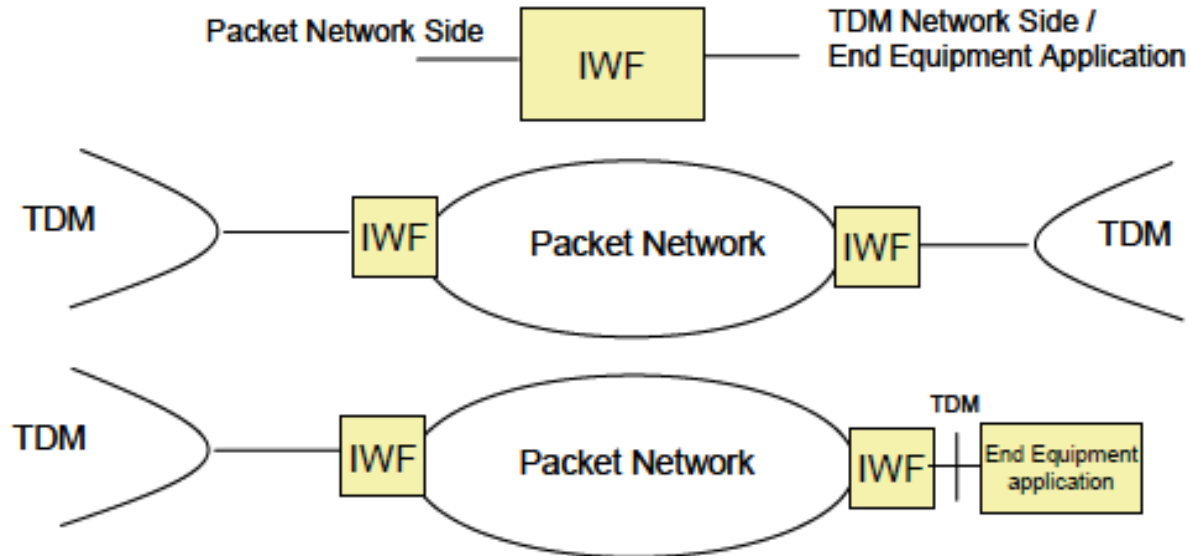 Packet Network Side
IWF
TDM Network Side /
End Equipment Application
TDM
IWF
Packet Network
IWF
TDM
TDM
IWF
Packet Network
IWF
TDM
End Equipment
application